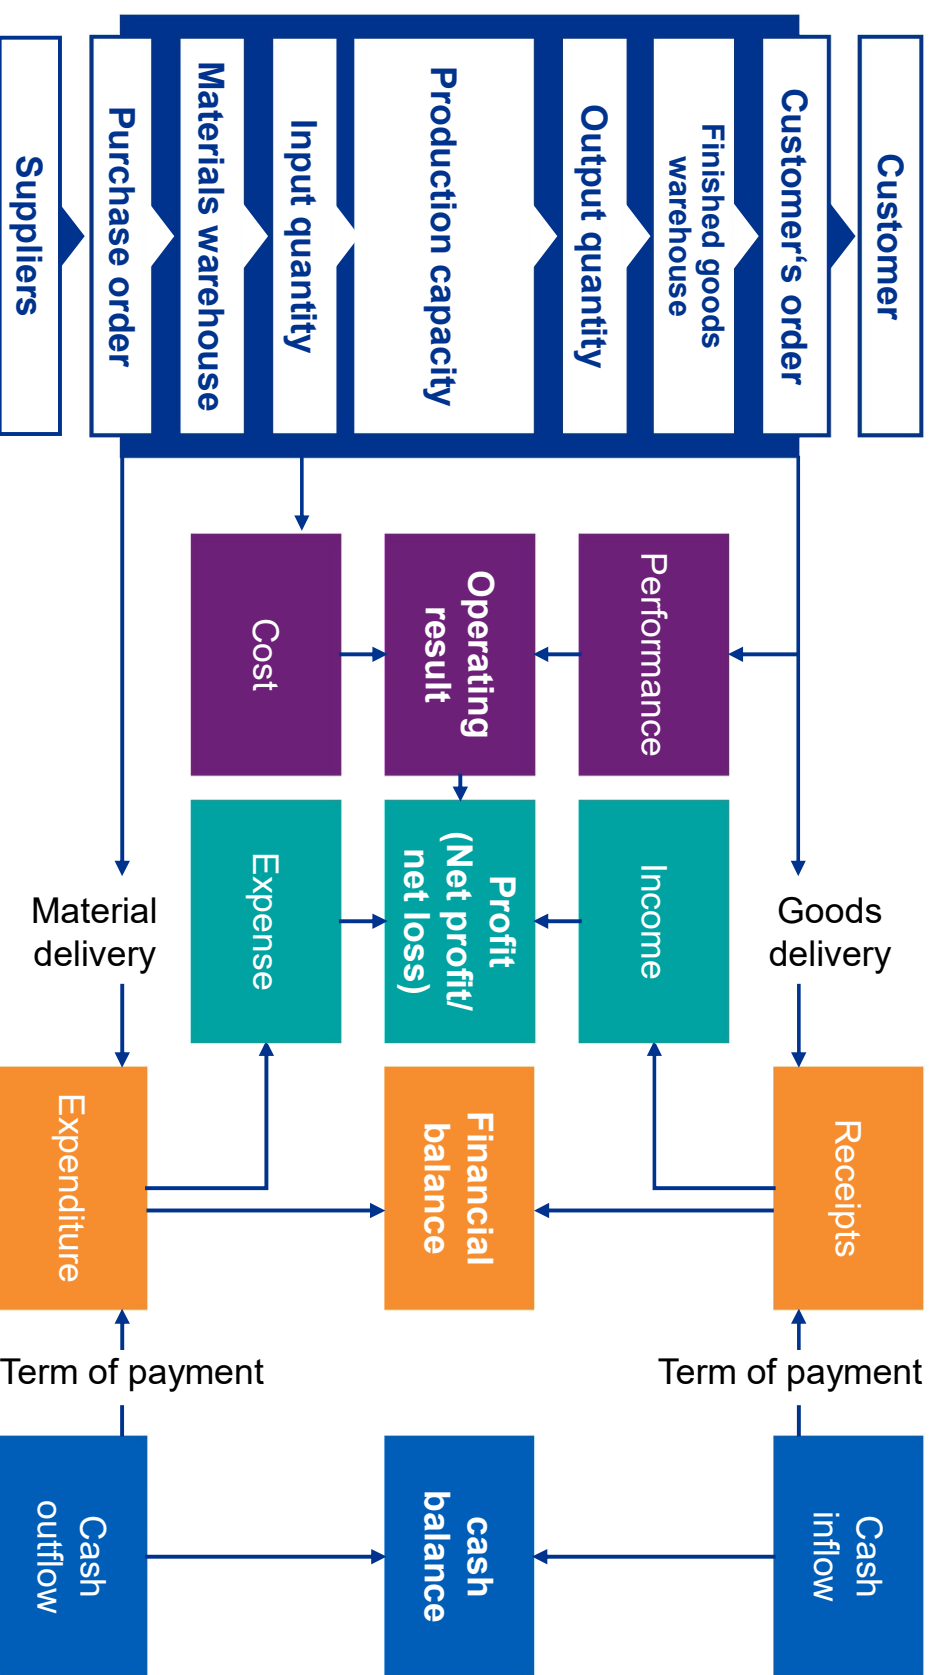 Suppliers
Purchase order
Materials warehouse
Input quantity
Production capacity
Output quantity
Finished goods
warehouse
Customer‘s order
Customer
Cost
Operating
result
Performance
Expense
Profit
(Net profit/
net loss)
Income
Material
delivery
Goods
delivery
Expenditure
Financial
balance
Receipts
Term of payment
Term of payment
Cash
outflow
cash
balance
Cash
inflow